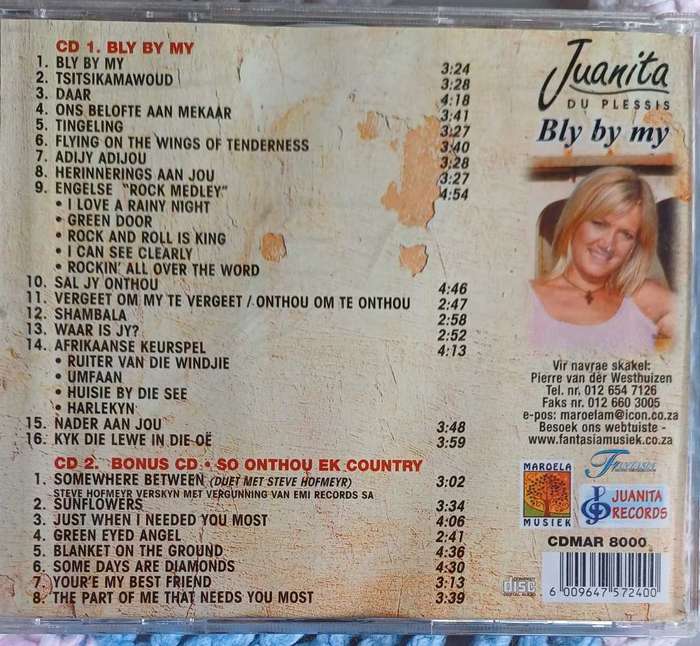 CD 1. BLY BY MY
1. BLY BY MY 3:24
2. TSITSIKAMAWOUD 3:28
3. DAAR 4:18
4. ONS BELOFTE AAN MEKAAR 3:41
5. TINGELING 3:27
6. FLYING ON THE WINGS OF TENDERNESS 3:40
7. ADIJY ADIJOU 3:28
8. HERINNERINGS AAN JOU 3:27
9. ENGELSE "ROCK MEDLEY" 4:54
• I LOVE A RAINY NIGHT
• GREEN DOOR
• ROCK AND ROLL IS KING
• I CAN SEE CLEARLY
• ROCKIN' ALL OVER THE WORD
10. SAL JY ONTHOU 4:46
11. VERGEET OM MY TE VERGEET / ONTHOU OM TE ONTHOU 2:47
12. SHAMBALA 2:58
13. WAAR IS JY? 2:52
14. AFRIKAANSE KEURSPEL 4:13
• RUITER VAN DIE WINDJIE
• UMFAAN
• HUISIE BY DIE SEE
• HARLEKYN
15. NADER AAN JOU 3:48
16. KYK DIE LEWE IN DIE OË 3:59
CD 2. BONUS CD • SO ONTHOU EK COUNTRY
1. SOMEWHERE BETWEEN (DUET MET STEVE HOFMEYR) 3:02
STEVE HOFMEYR VERSKYN MET VERGUNNING VAN EMI RECORDS SA
2. SUNFLOWERS 3:34
3. JUST WHEN I NEEDED YOU MOST 4:06
4. GREEN EYED ANGEL 2:41
5. BLANKET ON THE GROUND 4:36
6. SOME DAYS ARE DIAMONDS 4:30
7. YOUR'E MY BEST FRIEND 3:13
8. THE PART OF ME THAT NEEDS YOU MOST 3:39
Juanita
DU PLESSIS
Bly by my
Vir navrae skakel:
Pierre van der Westhuizen
Tel. nr. 012 654 7126
Faks nr. 012 660 3005
e-pos: maroelam@icon.co.za
Besoek ons webtuiste -
www.fantasiamusiek.co.za
MAROELA
MUSIEK
FANTASIA
JUANITA
RECORDS
CDMAR 8000
COMPACT
disc
DIGITAL AUDIO
6 009647 572400